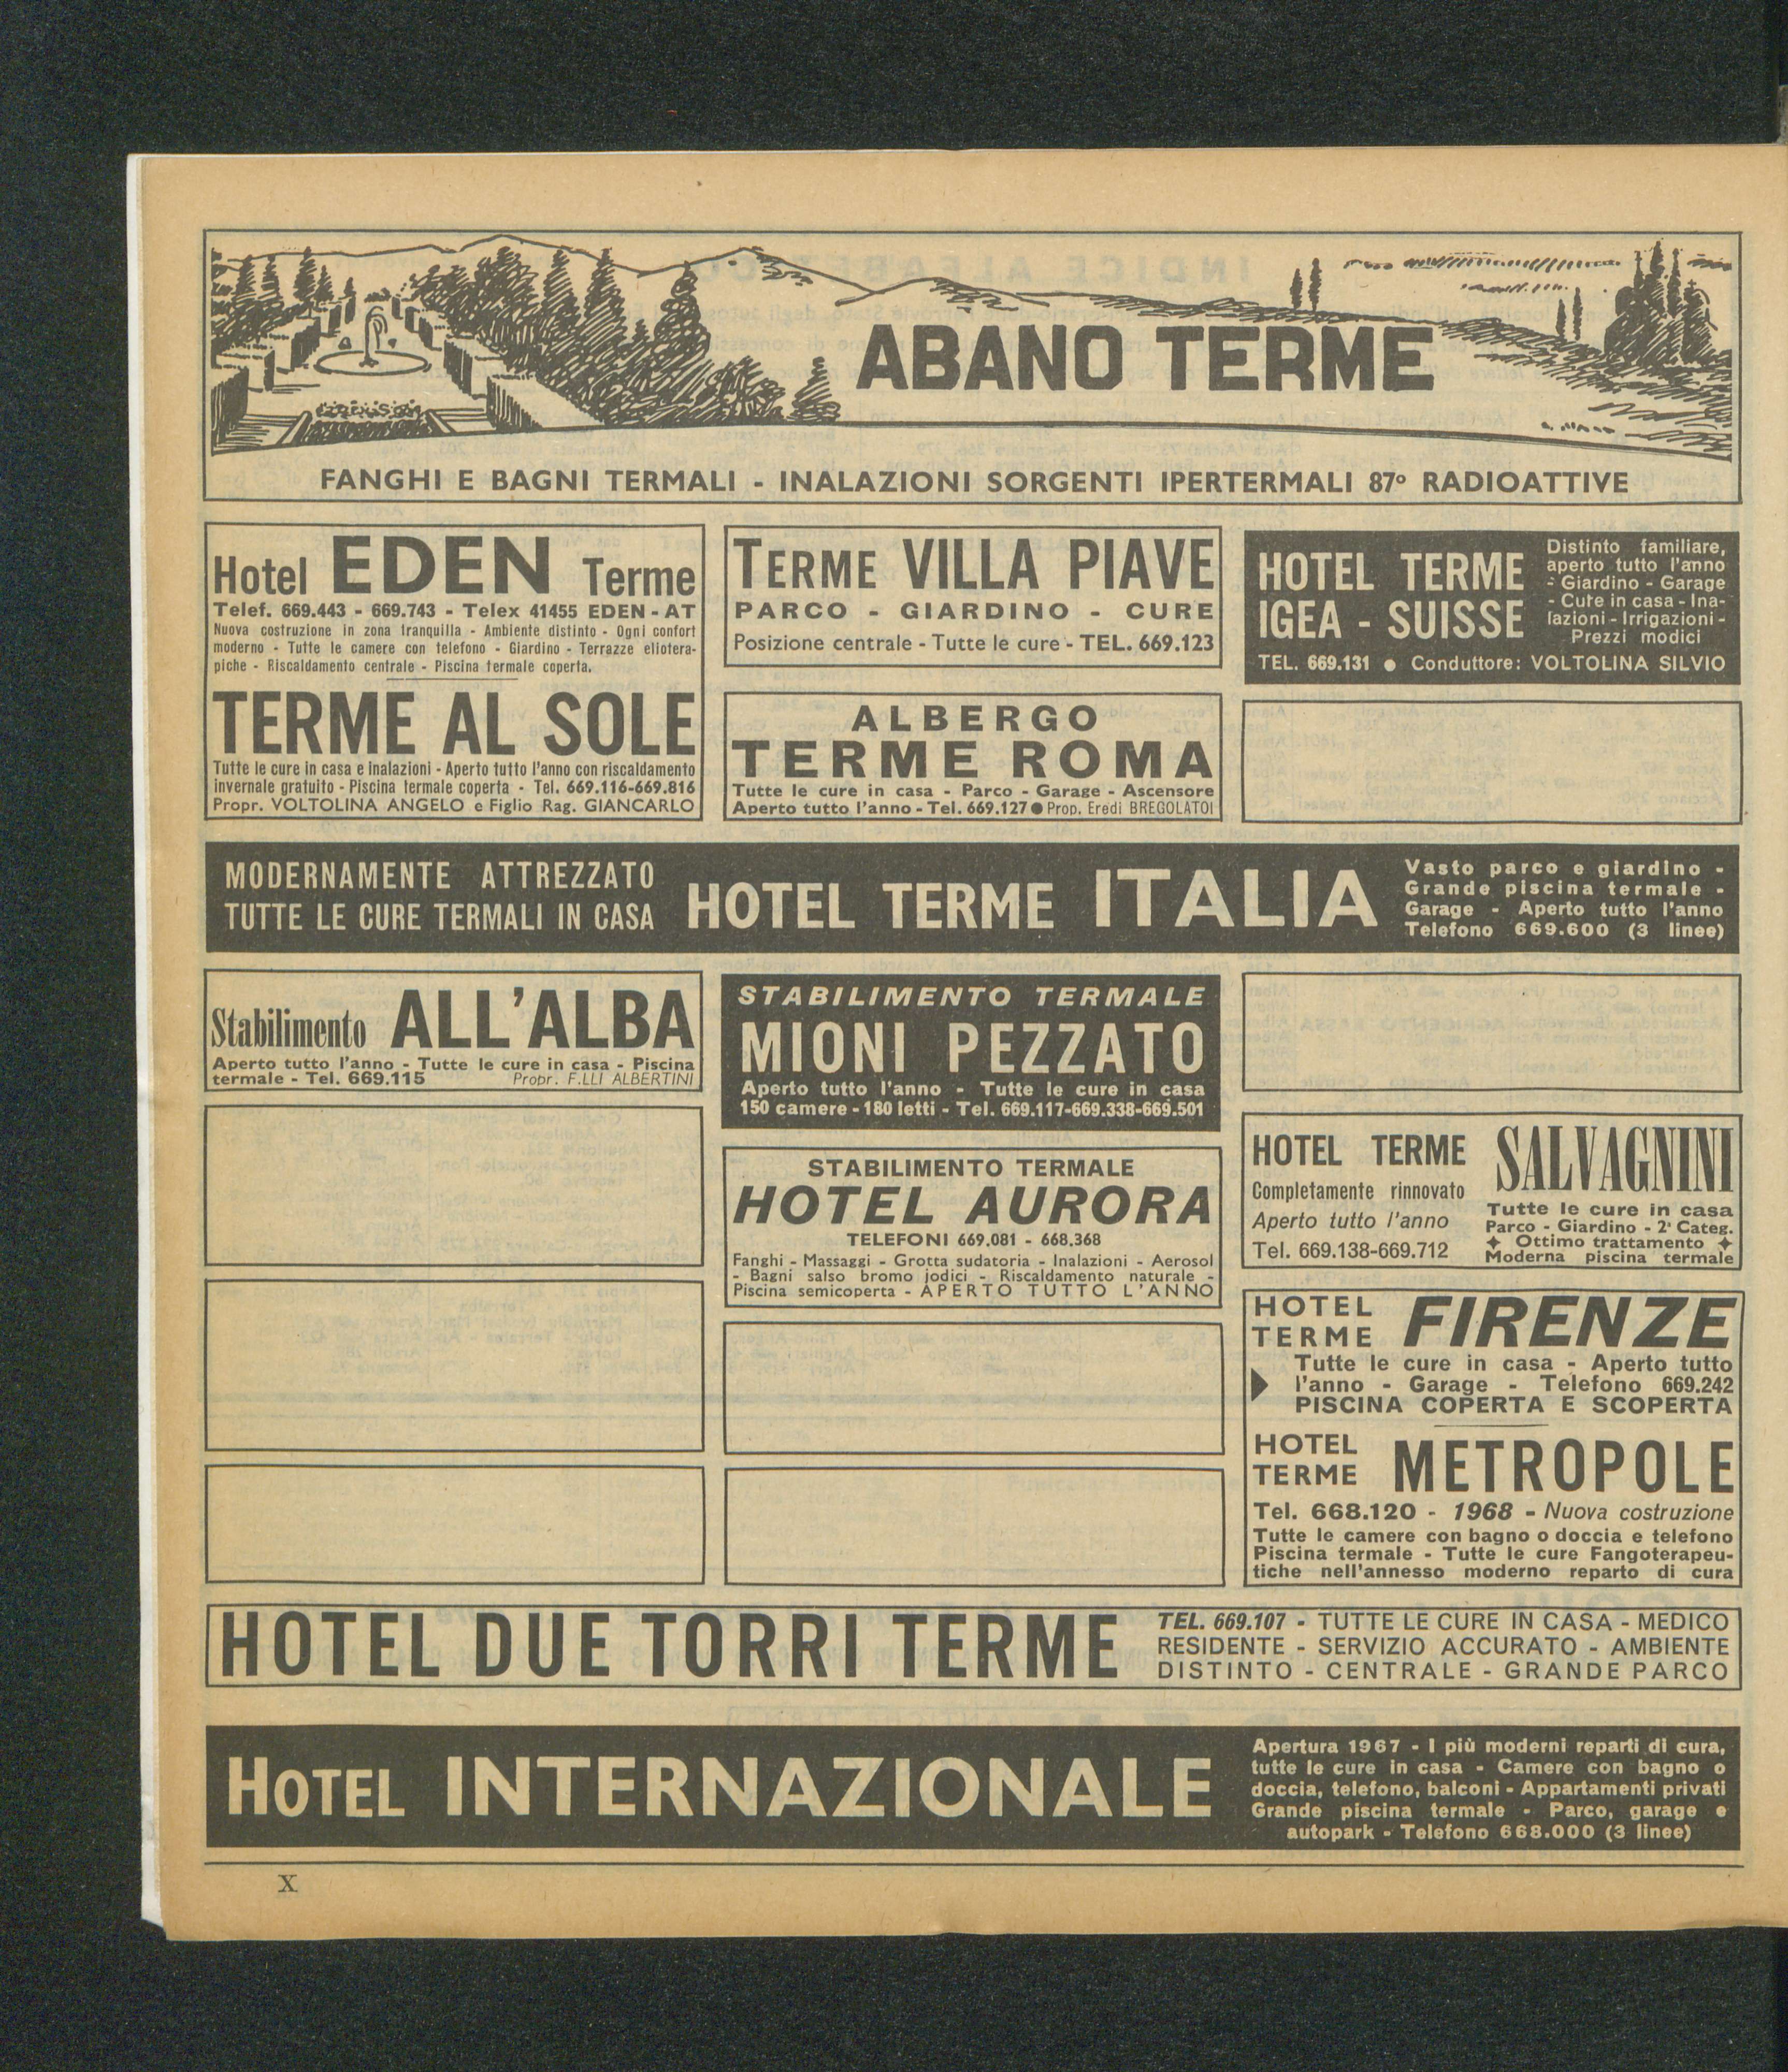 ABANO TERME
FANGHI E BAGNI TERMALI - INALAZIONI SORGENTI IPERTERMALI 87º RADIOATTIVE
Hotel EDEN Terme
Telef. 669.443 - 669.743 - Telex 41455 EDEN - AT
Nuova costruzione in zona tranquilla - Ambiente distinto - Ogni confort
moderno - Tutte le camere con telefono - Giardino - Terrazze eliotera-
piche - Riscaldamento centrale - Piscina termale coperta.
TERME AL SOLE
Tutte le cure in casa e inalazioni - Aperto tutto l'anno con riscaldamento
invernale gratuito - Piscina termale coperta - Tel. 669.116-669.816
Propr. VOLTOLINA ANGELO e Figlio Rag. GIANCARLO
TERME VILLA PIAVE
PARCO - GIARDINO - CURE
Posizione centrale - Tutte le cure - TEL. 669.123
ALBERGO
TERME ROMA
Tutte le cure in casa - Parco - Garage - Ascensore
Aperto tutto l'anno - Tel. 669.127 ● Prop. Eredi BREGOLATOI
HOTEL TERME
IGEA - SUISSE
Distinto familiare,
aperto tutto l'anno
- Giardino - Garage
- Cure in casa - Ina-
lazioni - Irrigazioni -
Prezzi modici
TEL. 669.131 ● Conduttore: VOLTOLINA SILVIO
MODERNAMENTE ATTREZZATO
TUTTE LE CURE TERMALI IN CASA
HOTEL TERME ITALIA
Vasto parco e giardino -
Grande piscina termale -
Garage - Aperto tutto l'anno
Telefono 669.600 (3 linee)
Stabilimento ALL'ALBA
Aperto tutto l'anno - Tutte le cure in casa - Piscina
termale - Tel. 669.115 Propr. F.LLI ALBERTINI
STABILIMENTO TERMALE
MIONI PEZZATO
Aperto tutto l'anno - Tutte le cure in casa
150 camere - 180 letti - Tel. 669.117-669.338-669.501
STABILIMENTO TERMALE
HOTEL AURORA
TELEFONI 669.081 - 668.368
Fanghi - Massaggi - Grotta sudatoria - Inalazioni - Aerosol
- Bagni salso bromo jodici - Riscaldamento naturale -
Piscina semicoperta - APERTO TUTTO L'ANNO
HOTEL TERME SALVAGNINI
Completamente rinnovato
Aperto tutto l'anno
Tel. 669.138-669.712
Tutte le cure in casa
Parco - Giardino - 2ª Categ.
✦ Ottimo trattamento ✦
Moderna piscina termale
HOTEL
TERME
FIRENZE
Tutte le cure in casa - Aperto tutto
l'anno - Garage - Telefono 669.242
PISCINA COPERTA E SCOPERTA
HOTEL
TERME
METROPOLE
Tel. 668.120 - 1968 - Nuova costruzione
Tutte le camere con bagno o doccia e telefono
Piscina termale - Tutte le cure Fangoterapeu-
tiche nell'annesso moderno reparto di cura
HOTEL DUE TORRI TERME
TEL. 669.107 - TUTTE LE CURE IN CASA - MEDICO
RESIDENTE - SERVIZIO ACCURATO - AMBIENTE
DISTINTO - CENTRALE - GRANDE PARCO
HOTEL INTERNAZIONALE
Apertura 1967 - I più moderni reparti di cura,
tutte le cure in casa - Camere con bagno o
doccia, telefono, balconi - Appartamenti privati
Grande piscina termale - Parco, garage e
autopark - Telefono 668.000 (3 linee)
X